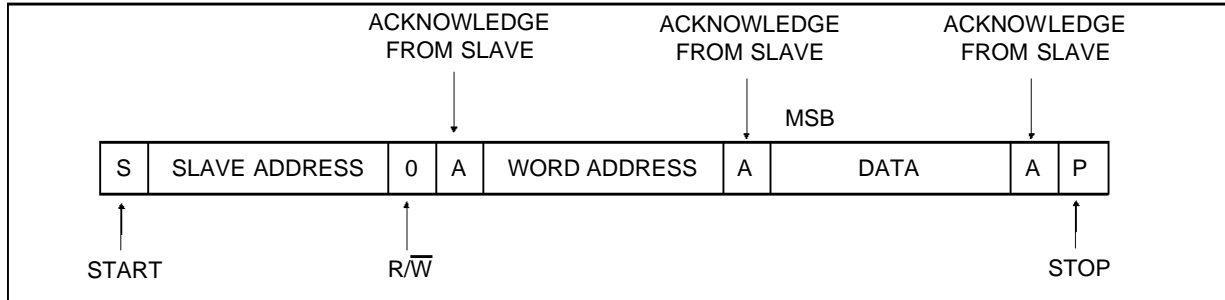 ACKNOWLEDGE FROM SLAVE
ACKNOWLEDGE FROM SLAVE
ACKNOWLEDGE FROM SLAVE
MSB
S SLAVE ADDRESS 0 A WORD ADDRESS A DATA A P
START R/W̅ STOP